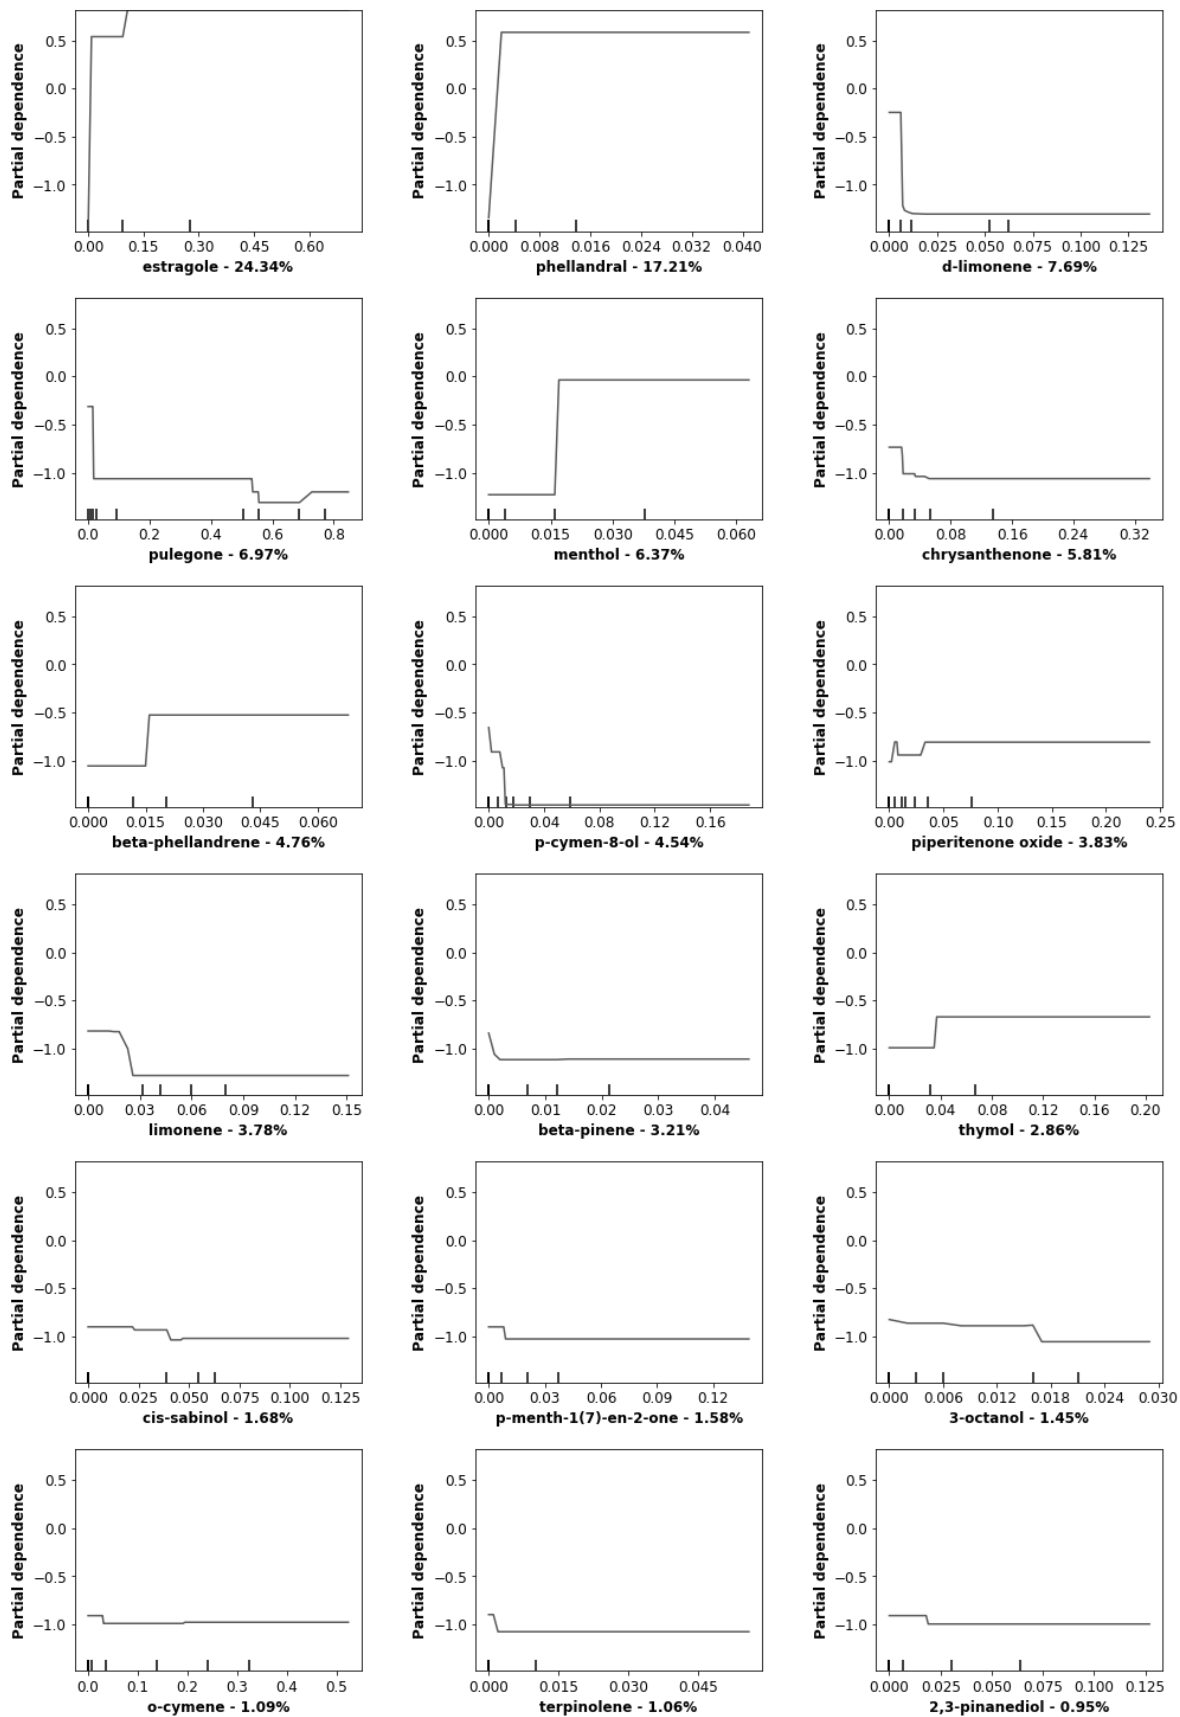 Partial dependence
0.5
0.0
−0.5
−1.0
0.00 0.15 0.30 0.45 0.60
estragole - 24.34%
Partial dependence
0.5
0.0
−0.5
−1.0
0.000 0.008 0.016 0.024 0.032 0.040
phellandral - 17.21%
Partial dependence
0.5
0.0
−0.5
−1.0
0.000 0.025 0.050 0.075 0.100 0.125
d-limonene - 7.69%
Partial dependence
0.5
0.0
−0.5
−1.0
0.0 0.2 0.4 0.6 0.8
pulegone - 6.97%
Partial dependence
0.5
0.0
−0.5
−1.0
0.000 0.015 0.030 0.045 0.060
menthol - 6.37%
Partial dependence
0.5
0.0
−0.5
−1.0
0.00 0.08 0.16 0.24 0.32
chrysanthenone - 5.81%
Partial dependence
0.5
0.0
−0.5
−1.0
0.000 0.015 0.030 0.045 0.060
beta-phellandrene - 4.76%
Partial dependence
0.5
0.0
−0.5
−1.0
0.00 0.04 0.08 0.12 0.16
p-cymen-8-ol - 4.54%
Partial dependence
0.5
0.0
−0.5
−1.0
0.00 0.05 0.10 0.15 0.20 0.25
piperitenone oxide - 3.83%
Partial dependence
0.5
0.0
−0.5
−1.0
0.00 0.03 0.06 0.09 0.12 0.15
limonene - 3.78%
Partial dependence
0.5
0.0
−0.5
−1.0
0.00 0.01 0.02 0.03 0.04
beta-pinene - 3.21%
Partial dependence
0.5
0.0
−0.5
−1.0
0.00 0.04 0.08 0.12 0.16 0.20
thymol - 2.86%
Partial dependence
0.5
0.0
−0.5
−1.0
0.000 0.025 0.050 0.075 0.100 0.125
cis-sabinol - 1.68%
Partial dependence
0.5
0.0
−0.5
−1.0
0.00 0.03 0.06 0.09 0.12
p-menth-1(7)-en-2-one - 1.58%
Partial dependence
0.5
0.0
−0.5
−1.0
0.000 0.006 0.012 0.018 0.024 0.030
3-octanol - 1.45%
Partial dependence
0.5
0.0
−0.5
−1.0
0.0 0.1 0.2 0.3 0.4 0.5
o-cymene - 1.09%
Partial dependence
0.5
0.0
−0.5
−1.0
0.000 0.015 0.030 0.045
terpinolene - 1.06%
Partial dependence
0.5
0.0
−0.5
−1.0
0.000 0.025 0.050 0.075 0.100 0.125
2,3-pinanediol - 0.95%